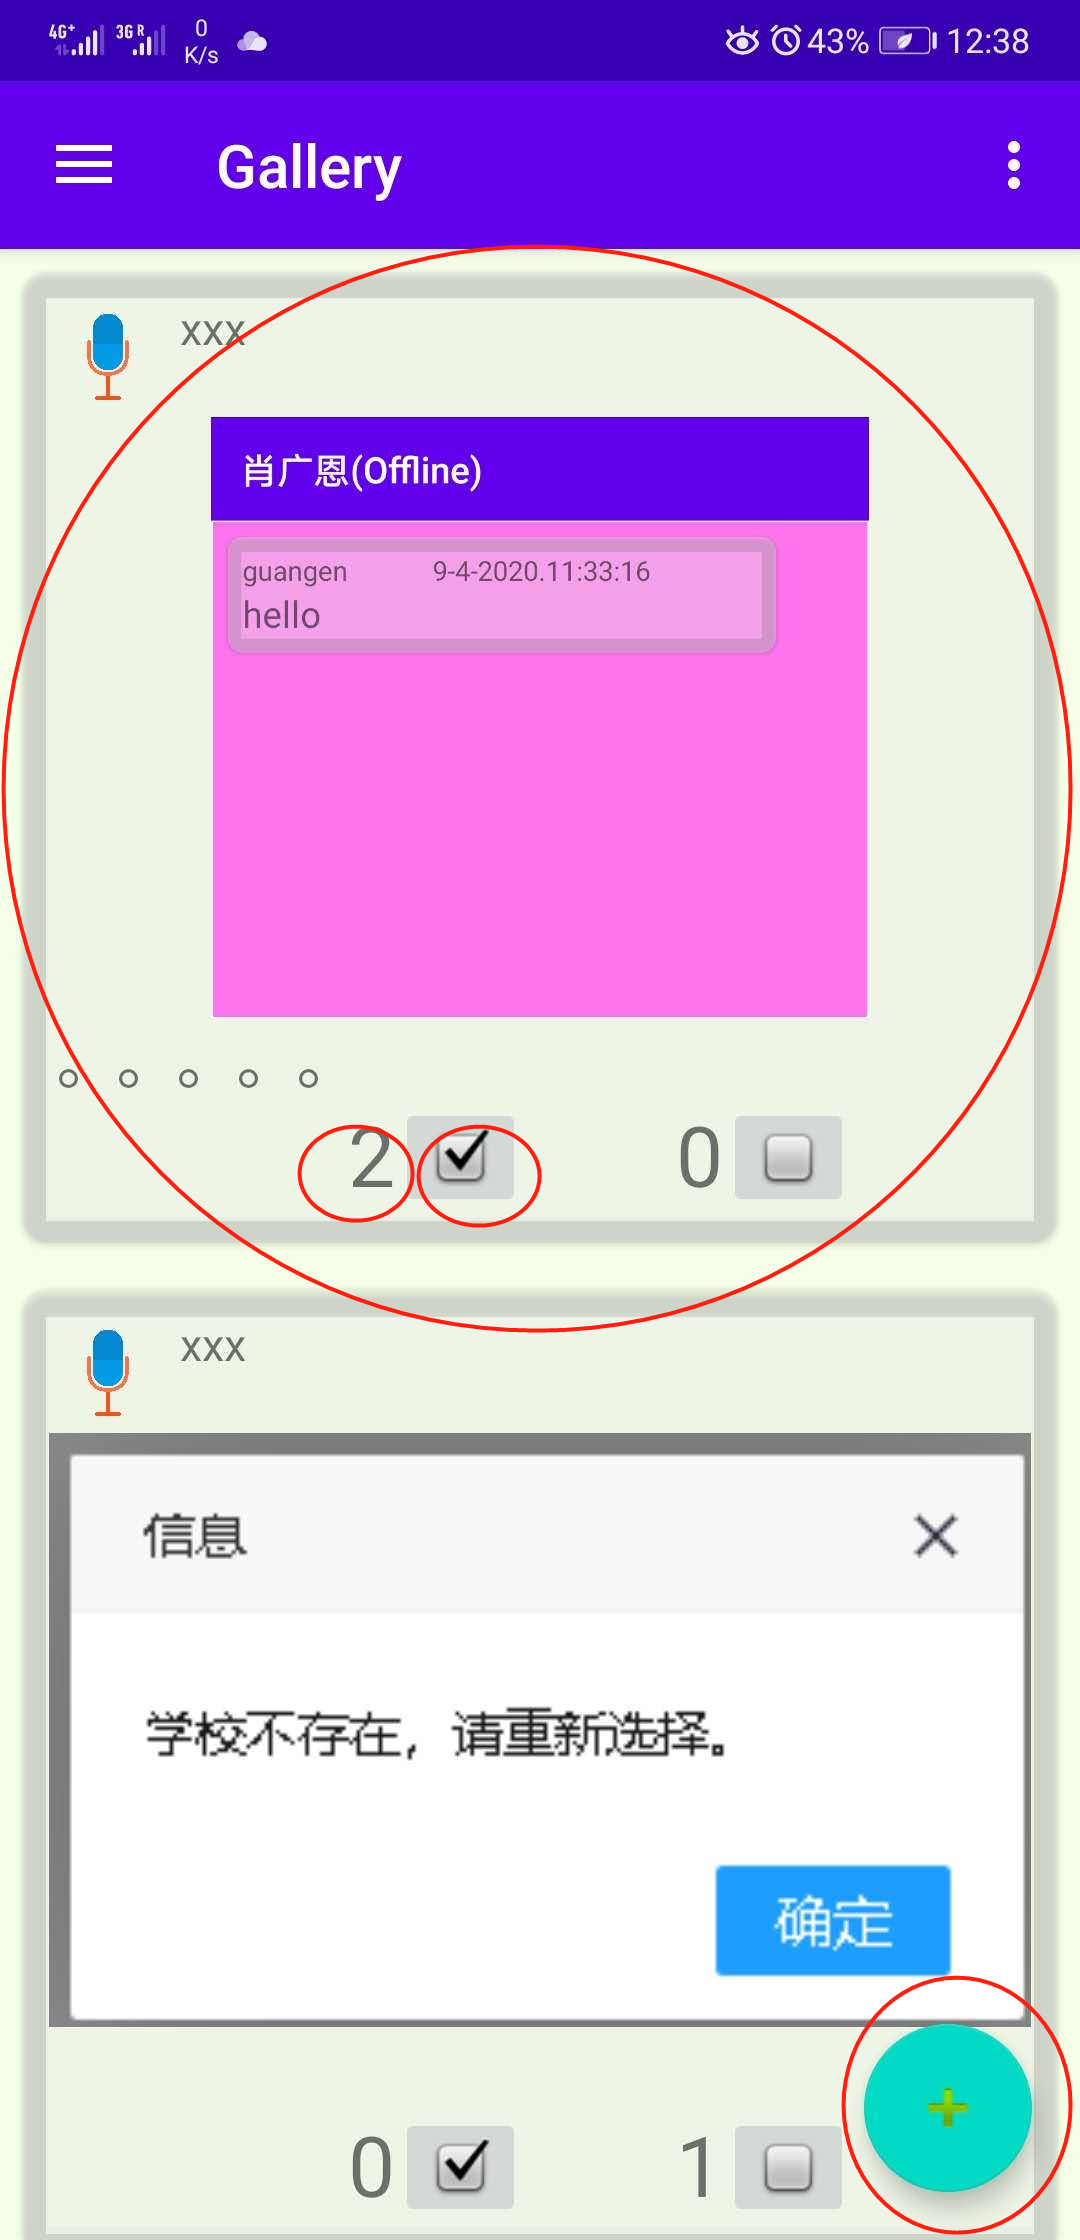 4G+ 3G R 0 K/s 43% 12:38
Gallery
xxx
肖广恩(Offline)
guangen 9-4-2020.11:33:16
hello
2 0
xxx
信息
学校不存在，请重新选择。
确定
0 1